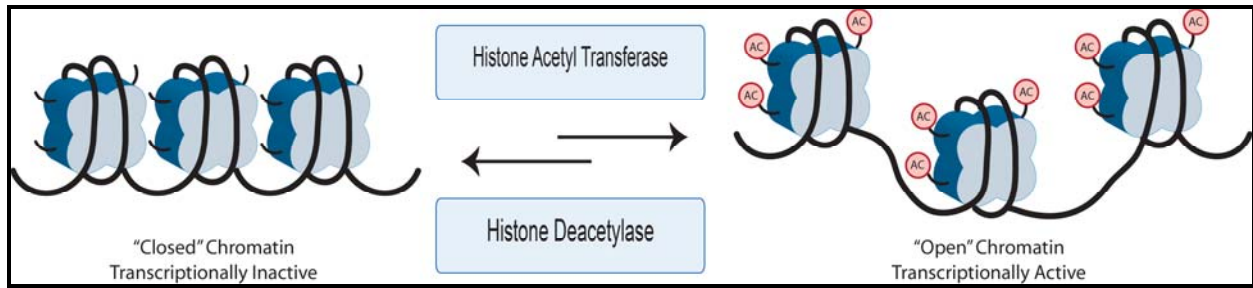 Histone Acetyl Transferase
Histone Deacetylase
"Closed" Chromatin
Transcriptionally Inactive
AC
AC
AC
AC
AC
AC
AC
AC
AC
"Open" Chromatin
Transcriptionally Active